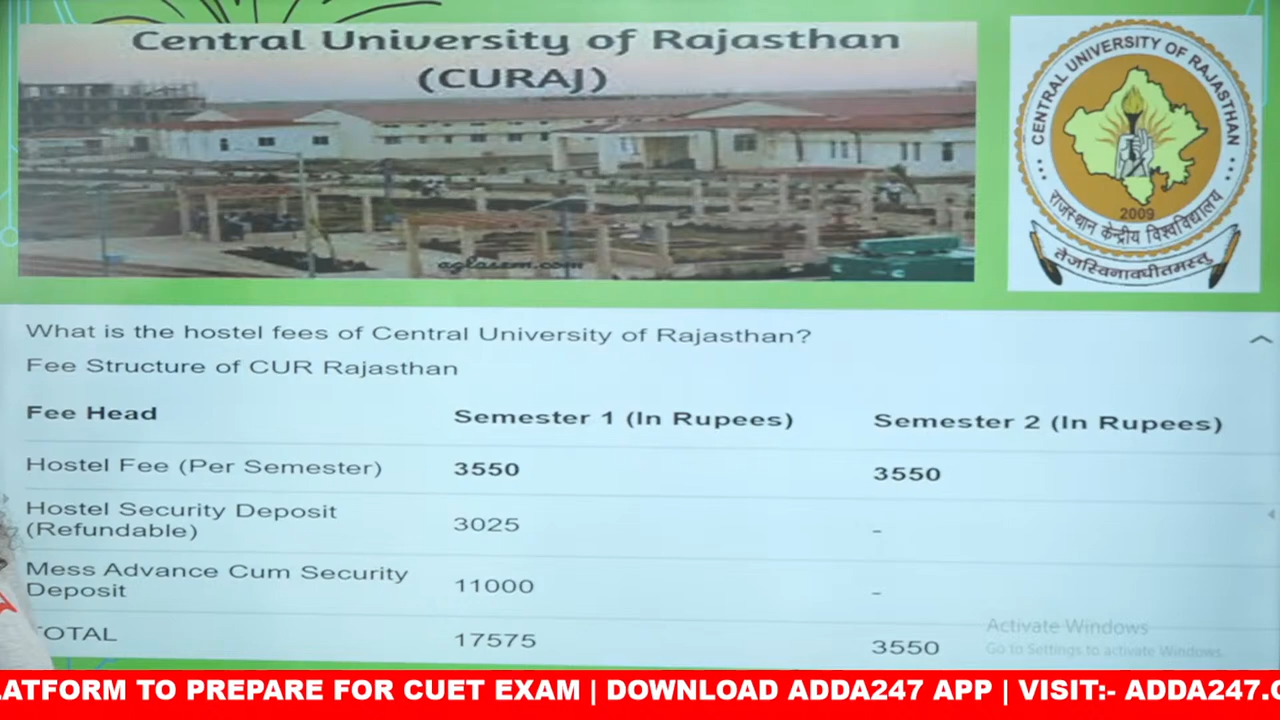 Central University of Rajasthan
(CURAJ)
CENTRAL UNIVERSITY OF RAJASTHAN
2009
राजस्थान केन्द्रीय विश्वविद्यालय
तेजस्विनावधीतमस्तु
aglasem.com
What is the hostel fees of Central University of Rajasthan?
Fee Structure of CUR Rajasthan
Fee Head Semester 1 (In Rupees) Semester 2 (In Rupees)
Hostel Fee (Per Semester) 3550 3550
Hostel Security Deposit
(Refundable) 3025 -
Mess Advance Cum Security
Deposit 11000 -
TOTAL 17575 3550
Activate Windows
Go to Settings to activate Windows.
LATFORM TO PREPARE FOR CUET EXAM | DOWNLOAD ADDA247 APP | VISIT:- ADDA247.C